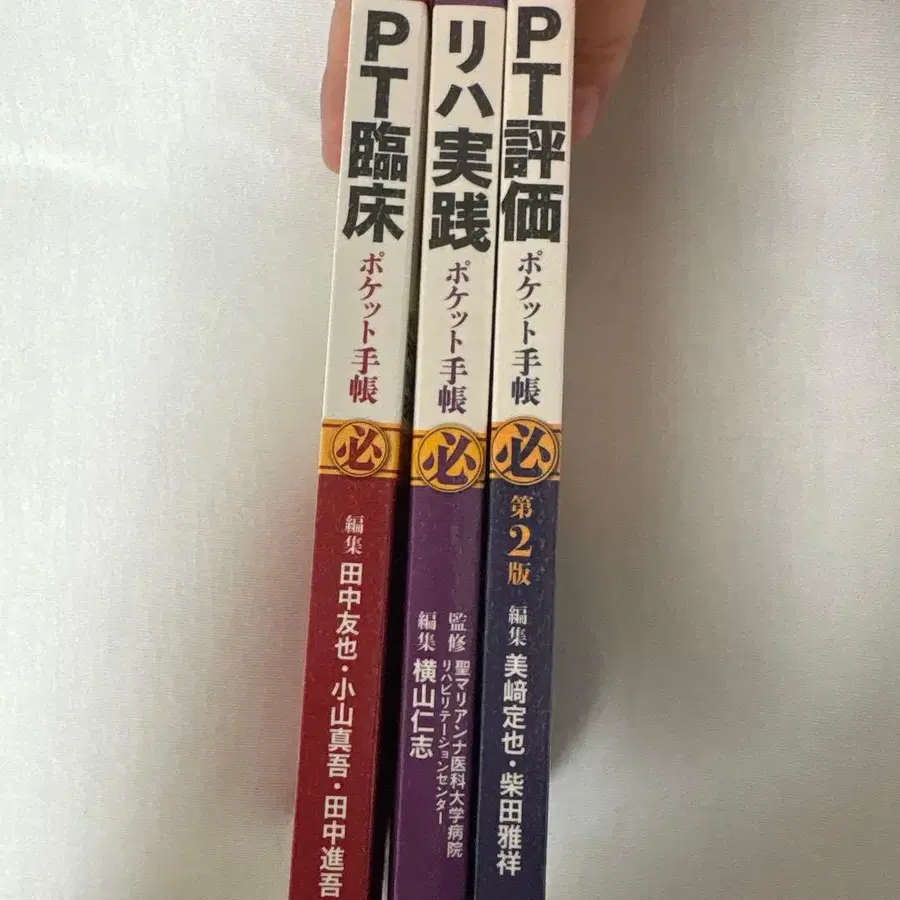 PT臨床
ポケット手帳
必
編集 田中友也・小山真吾・田中進吾
リハ実践
ポケット手帳
必
監修 聖マリアンナ医科大学病院
リハビリテーションセンター
編集 横山仁志
PT評価
ポケット手帳
必
第2版
編集 美﨑定也・柴田雅祥